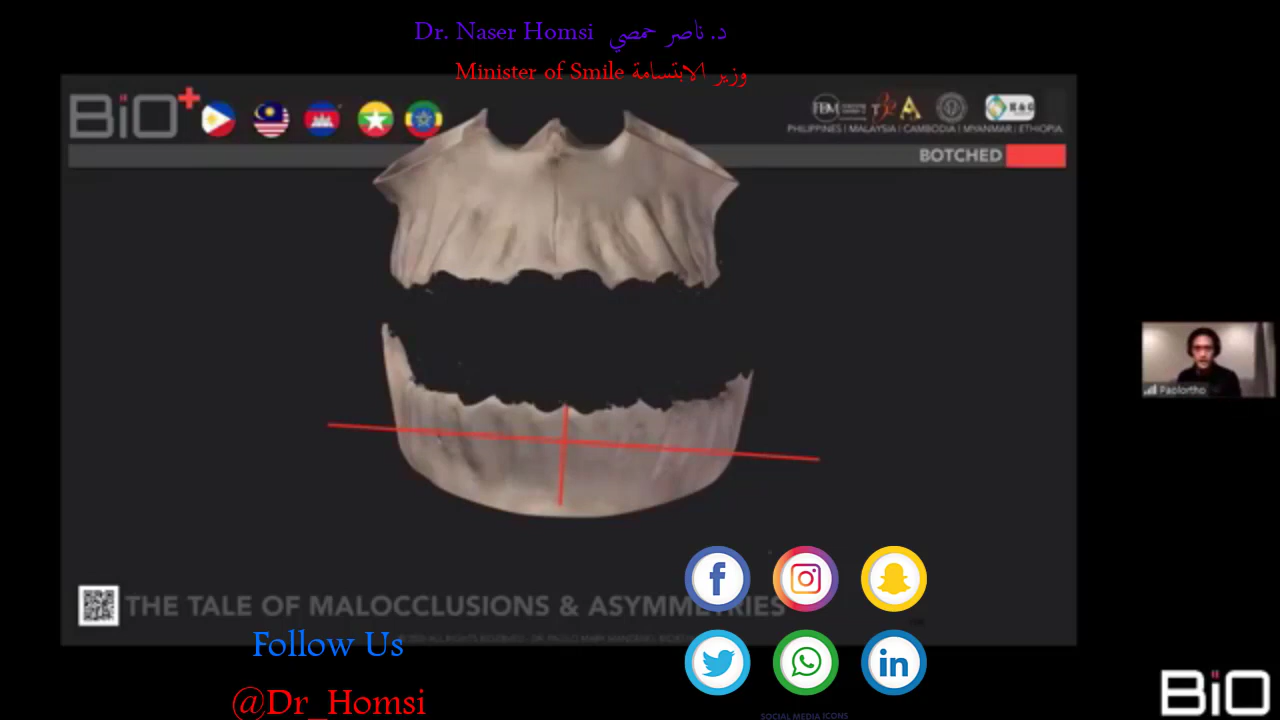 Dr. Naser Homsi د. ناصر حمصي
Minister of Smile وزير الابتسامة
BiO+
PHILIPPINES | MALAYSIA | CAMBODIA | MYANMAR | ETHIOPIA
BOTCHED
Paolortho
THE TALE OF MALOCCLUSIONS & ASYMMETRIES
Follow Us
@Dr_Homsi
SOCIAL MEDIA ICONS
BiO